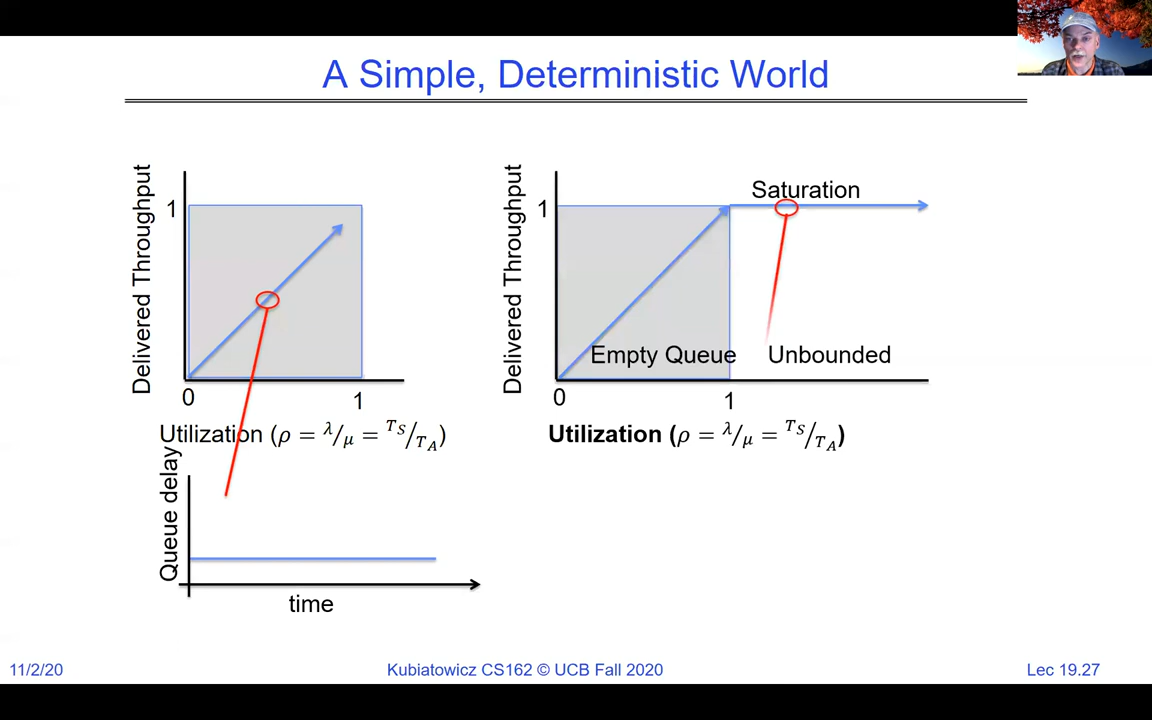 A Simple, Deterministic World
Delivered Throughput
1
0
1
Utilization (ρ = λ/μ = TS/TA)
Queue delay
time
Delivered Throughput
1
Saturation
Empty Queue
Unbounded
0
1
Utilization (ρ = λ/μ = TS/TA)
11/2/20
Kubiatowicz CS162 © UCB Fall 2020
Lec 19.27